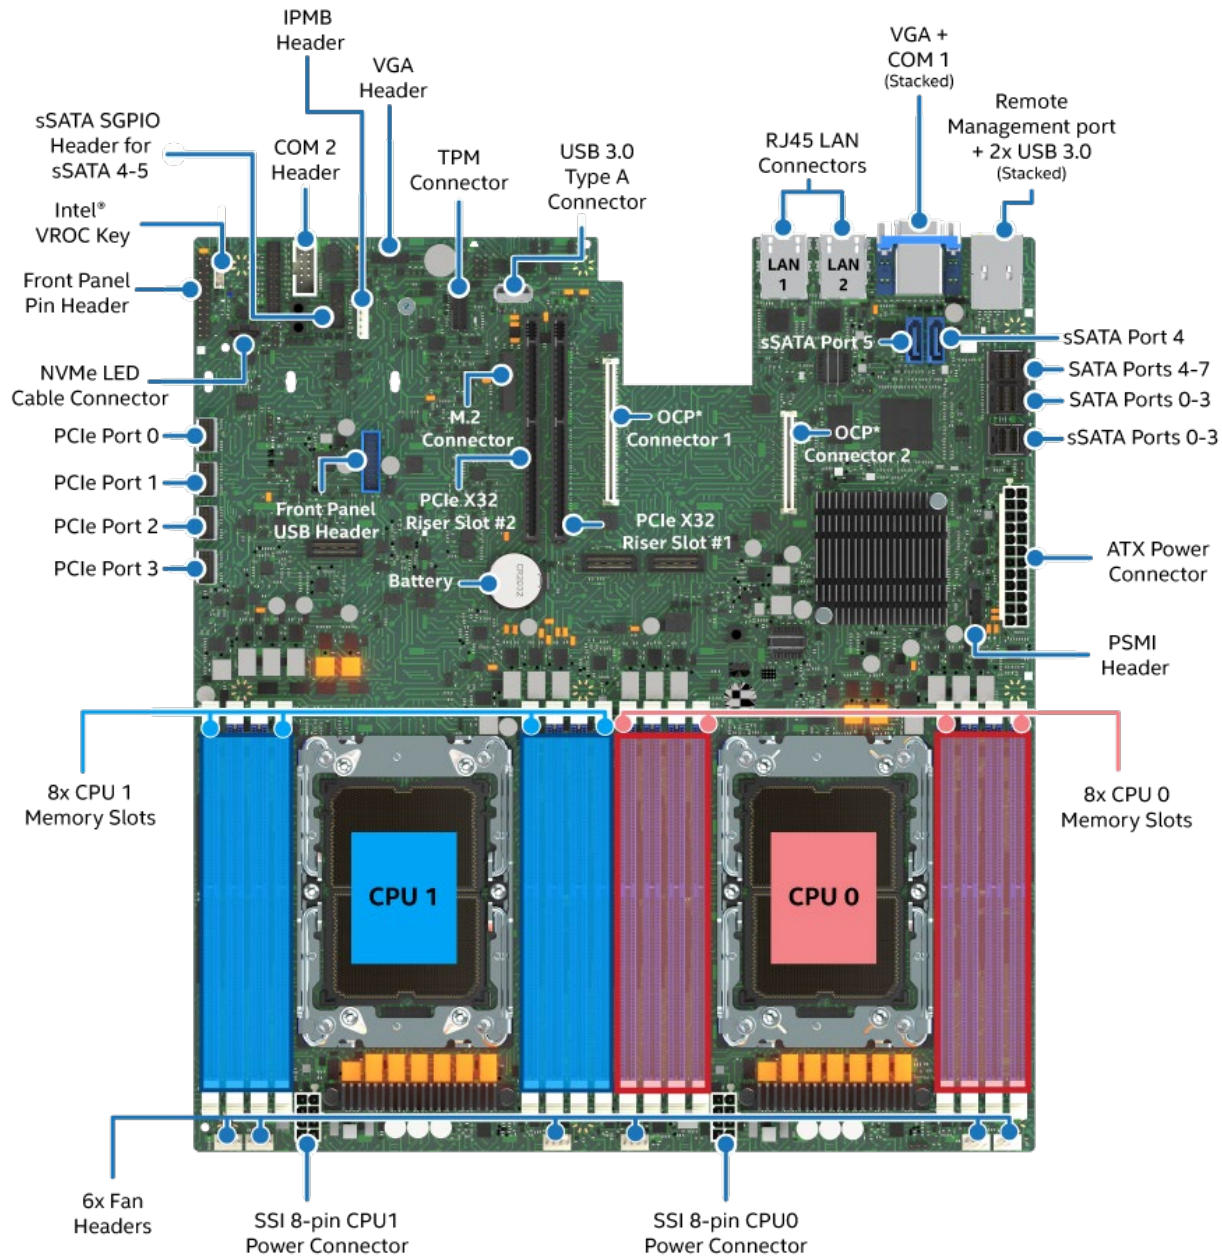 IPMB
Header
VGA
Header
VGA +
COM 1
(Stacked)
Remote
Management port
+ 2x USB 3.0
(Stacked)
sSATA SGPIO
Header for
sSATA 4-5
COM 2
Header
TPM
Connector
USB 3.0
Type A
Connector
RJ45 LAN
Connectors
Intel®
VROC Key
Front Panel
Pin Header
LAN
1
LAN
2
sSATA Port 5
sSATA Port 4
NVMe LED
Cable Connector
SATA Ports 4-7
SATA Ports 0-3
sSATA Ports 0-3
M.2
Connector
OCP*
Connector 1
OCP*
Connector 2
PCIe Port 0
PCIe Port 1
PCIe Port 2
PCIe Port 3
Front Panel
USB Header
PCIe X32
Riser Slot #2
PCIe X32
Riser Slot #1
Battery
CR2032
ATX Power
Connector
PSMI
Header
8x CPU 1
Memory Slots
8x CPU 0
Memory Slots
CPU 1
CPU 0
6x Fan
Headers
SSI 8-pin CPU1
Power Connector
SSI 8-pin CPU0
Power Connector